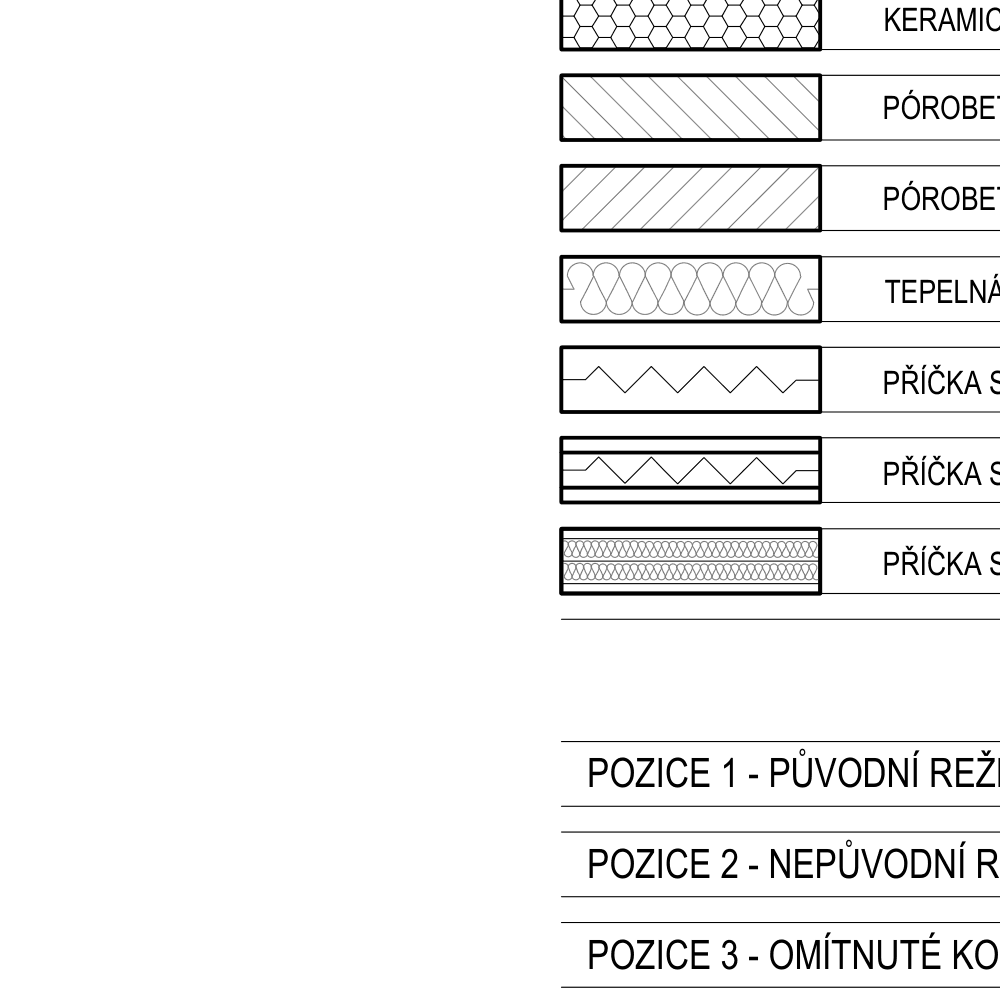 KERAMIC
PÓROBET
PÓROBET
TEPELNÁ
PŘÍČKA S
PŘÍČKA S
PŘÍČKA S
POZICE 1 - PŮVODNÍ REŽ
POZICE 2 - NEPŮVODNÍ R
POZICE 3 - OMÍTNUTÉ KO